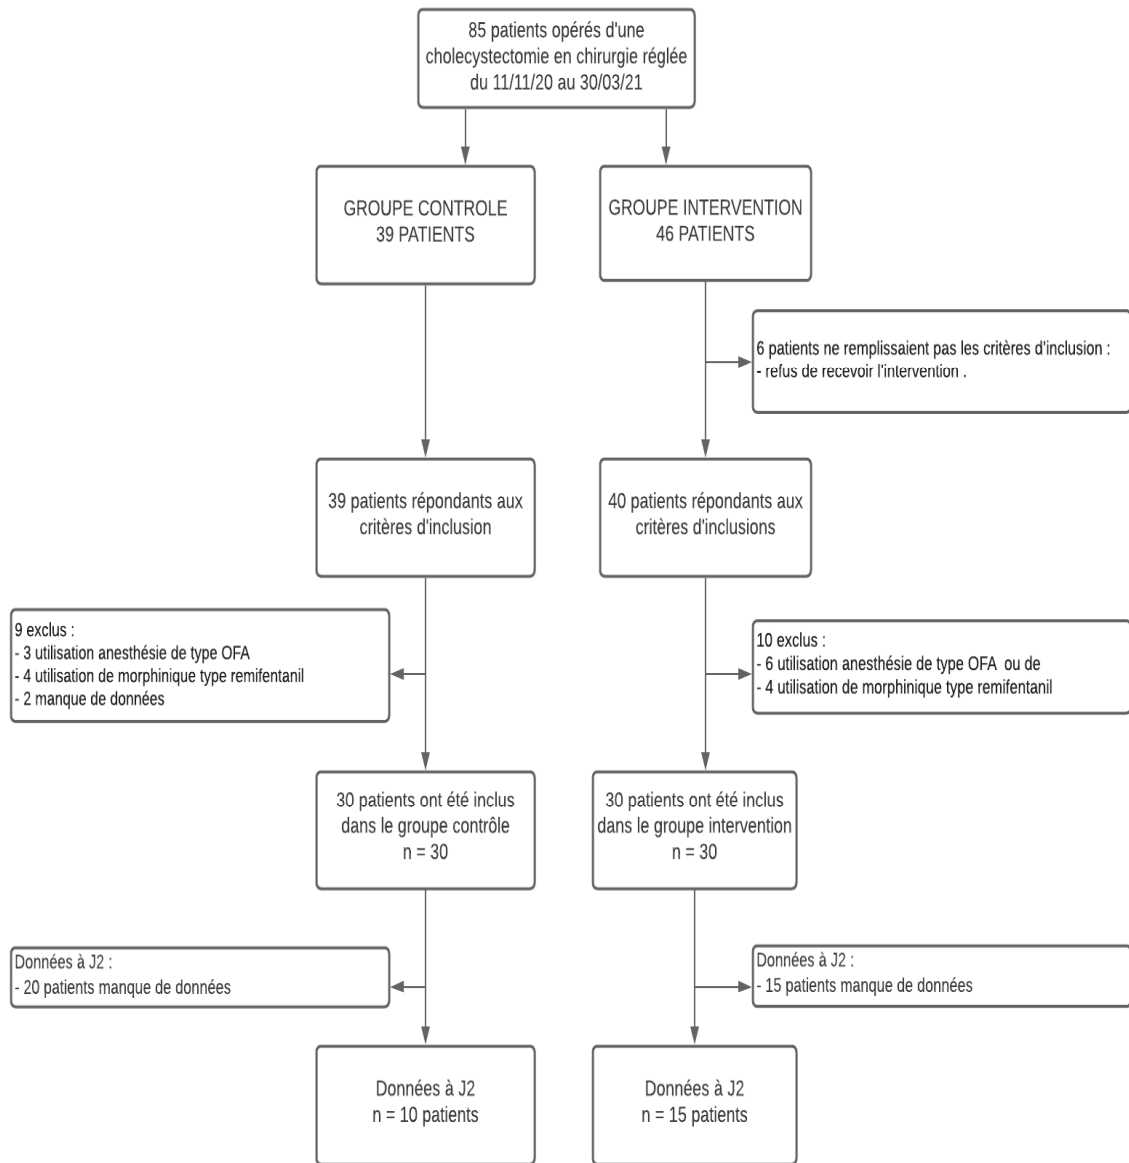 85 patients opérés d'une
cholecystectomie en chirurgie réglée
du 11/11/20 au 30/03/21
GROUPE CONTROLE
39 PATIENTS
GROUPE INTERVENTION
46 PATIENTS
6 patients ne remplissaient pas les critères d'inclusion :
- refus de recevoir l'intervention .
39 patients répondants aux
critères d'inclusion
40 patients répondants aux
critères d'inclusions
9 exclus :
- 3 utilisation anesthésie de type OFA
- 4 utilisation de morphinique type remifentanil
- 2 manque de données
10 exclus :
- 6 utilisation anesthésie de type OFA ou de
- 4 utilisation de morphinique type remifentanil
30 patients ont été inclus
dans le groupe contrôle
n = 30
30 patients ont été inclus
dans le groupe intervention
n = 30
Données à J2 :
- 20 patients manque de données
Données à J2 :
- 15 patients manque de données
Données à J2
n = 10 patients
Données à J2
n = 15 patients